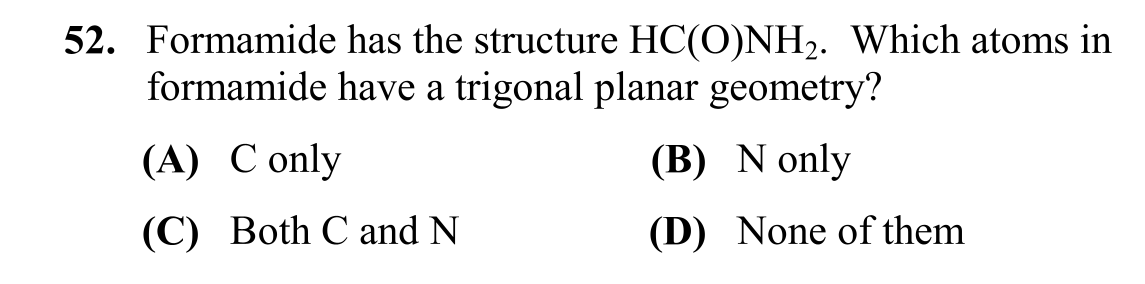 52. Formamide has the structure HC(O)NH₂. Which atoms in
formamide have a trigonal planar geometry?
(A) C only (B) N only
(C) Both C and N (D) None of them